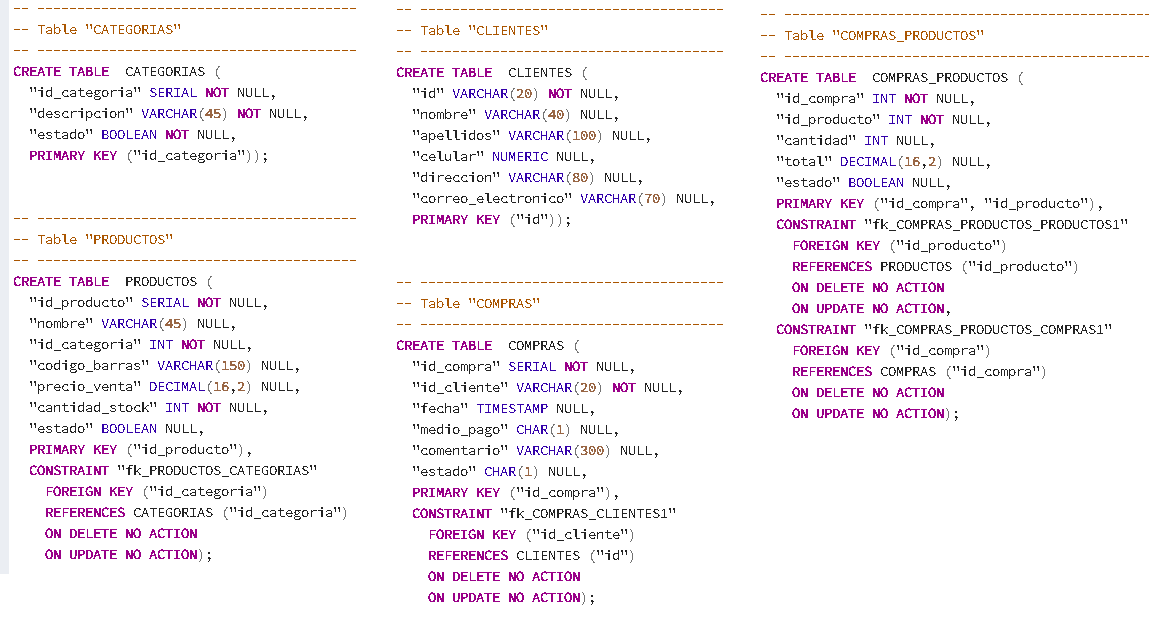 -- ----------------------------------------
-- Table "CATEGORIAS"
-- ----------------------------------------
CREATE TABLE  CATEGORIAS (
  "id_categoria" SERIAL NOT NULL,
  "descripcion" VARCHAR(45) NOT NULL,
  "estado" BOOLEAN NOT NULL,
  PRIMARY KEY ("id_categoria"));
-- ----------------------------------------
-- Table "PRODUCTOS"
-- ----------------------------------------
CREATE TABLE  PRODUCTOS (
  "id_producto" SERIAL NOT NULL,
  "nombre" VARCHAR(45) NULL,
  "id_categoria" INT NOT NULL,
  "codigo_barras" VARCHAR(150) NULL,
  "precio_venta" DECIMAL(16,2) NULL,
  "cantidad_stock" INT NOT NULL,
  "estado" BOOLEAN NULL,
  PRIMARY KEY ("id_producto"),
  CONSTRAINT "fk_PRODUCTOS_CATEGORIAS"
    FOREIGN KEY ("id_categoria")
    REFERENCES CATEGORIAS ("id_categoria")
    ON DELETE NO ACTION
    ON UPDATE NO ACTION);
-- --------------------------------------
-- Table "CLIENTES"
-- --------------------------------------
CREATE TABLE  CLIENTES (
  "id" VARCHAR(20) NOT NULL,
  "nombre" VARCHAR(40) NULL,
  "apellidos" VARCHAR(100) NULL,
  "celular" NUMERIC NULL,
  "direccion" VARCHAR(80) NULL,
  "correo_electronico" VARCHAR(70) NULL,
  PRIMARY KEY ("id"));
-- --------------------------------------
-- Table "COMPRAS"
-- --------------------------------------
CREATE TABLE  COMPRAS (
  "id_compra" SERIAL NOT NULL,
  "id_cliente" VARCHAR(20) NOT NULL,
  "fecha" TIMESTAMP NULL,
  "medio_pago" CHAR(1) NULL,
  "comentario" VARCHAR(300) NULL,
  "estado" CHAR(1) NULL,
  PRIMARY KEY ("id_compra"),
  CONSTRAINT "fk_COMPRAS_CLIENTES1"
    FOREIGN KEY ("id_cliente")
    REFERENCES CLIENTES ("id")
    ON DELETE NO ACTION
    ON UPDATE NO ACTION);
-- ----------------------------------------------
-- Table "COMPRAS_PRODUCTOS"
-- ----------------------------------------------
CREATE TABLE  COMPRAS_PRODUCTOS (
  "id_compra" INT NOT NULL,
  "id_producto" INT NOT NULL,
  "cantidad" INT NULL,
  "total" DECIMAL(16,2) NULL,
  "estado" BOOLEAN NULL,
  PRIMARY KEY ("id_compra", "id_producto"),
  CONSTRAINT "fk_COMPRAS_PRODUCTOS_PRODUCTOS1"
    FOREIGN KEY ("id_producto")
    REFERENCES PRODUCTOS ("id_producto")
    ON DELETE NO ACTION
    ON UPDATE NO ACTION,
  CONSTRAINT "fk_COMPRAS_PRODUCTOS_COMPRAS1"
    FOREIGN KEY ("id_compra")
    REFERENCES COMPRAS ("id_compra")
    ON DELETE NO ACTION
    ON UPDATE NO ACTION);